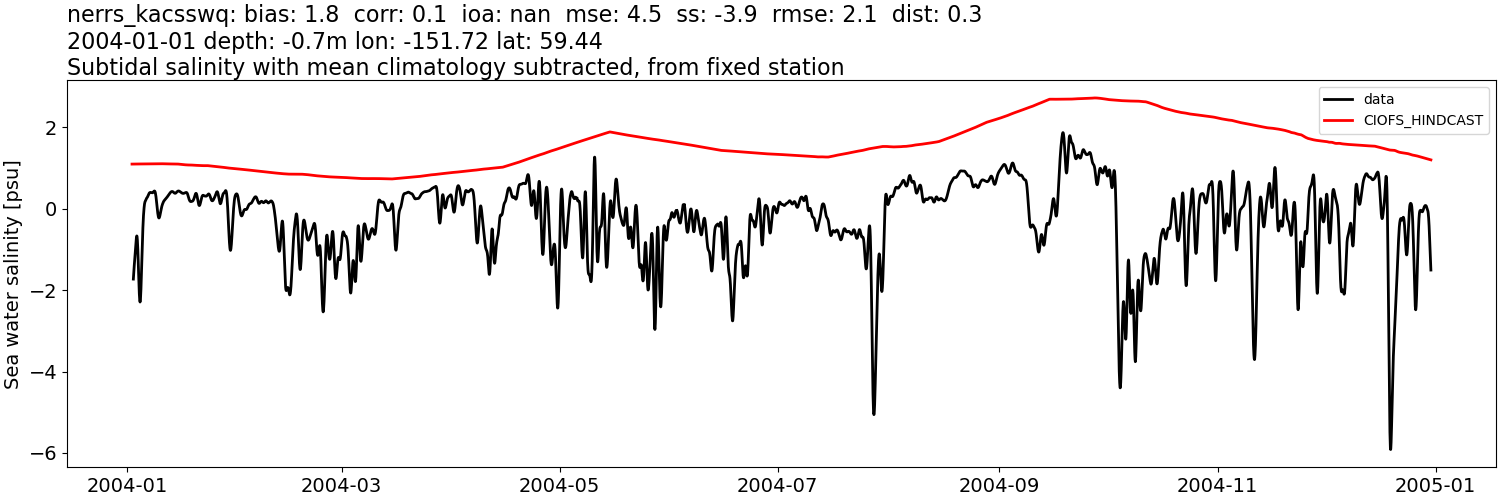 nerrs_kacsswq: bias: 1.8  corr: 0.1  ioa: nan  mse: 4.5  ss: -3.9  rmse: 2.1  dist: 0.3
2004-01-01 depth: -0.7m lon: -151.72 lat: 59.44
Subtidal salinity with mean climatology subtracted, from fixed station
data
CIOFS_HINDCAST
Sea water salinity [psu]
2
0
−2
−4
−6
2004-01 2004-03 2004-05 2004-07 2004-09 2004-11 2005-01